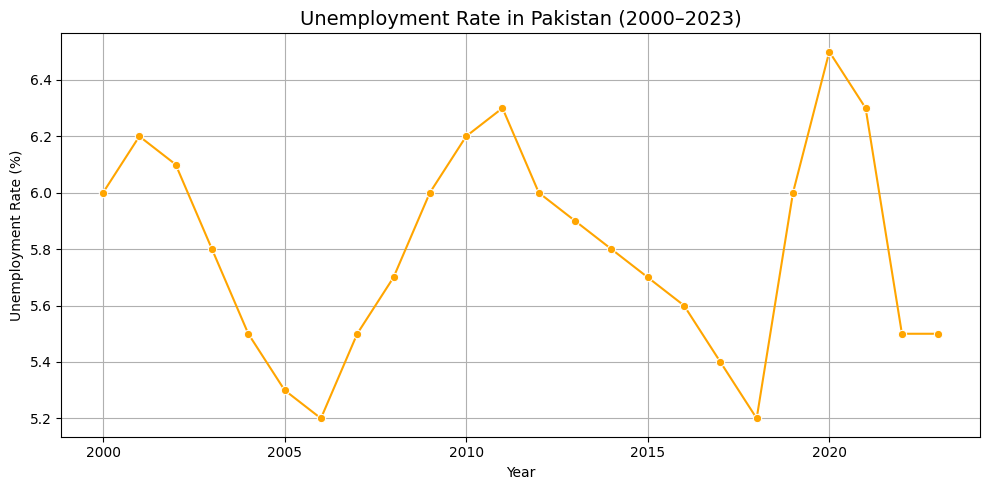 Unemployment Rate in Pakistan (2000–2023)
Unemployment Rate (%)
6.4
6.2
6.0
5.8
5.6
5.4
5.2
2000 2005 2010 2015 2020
Year